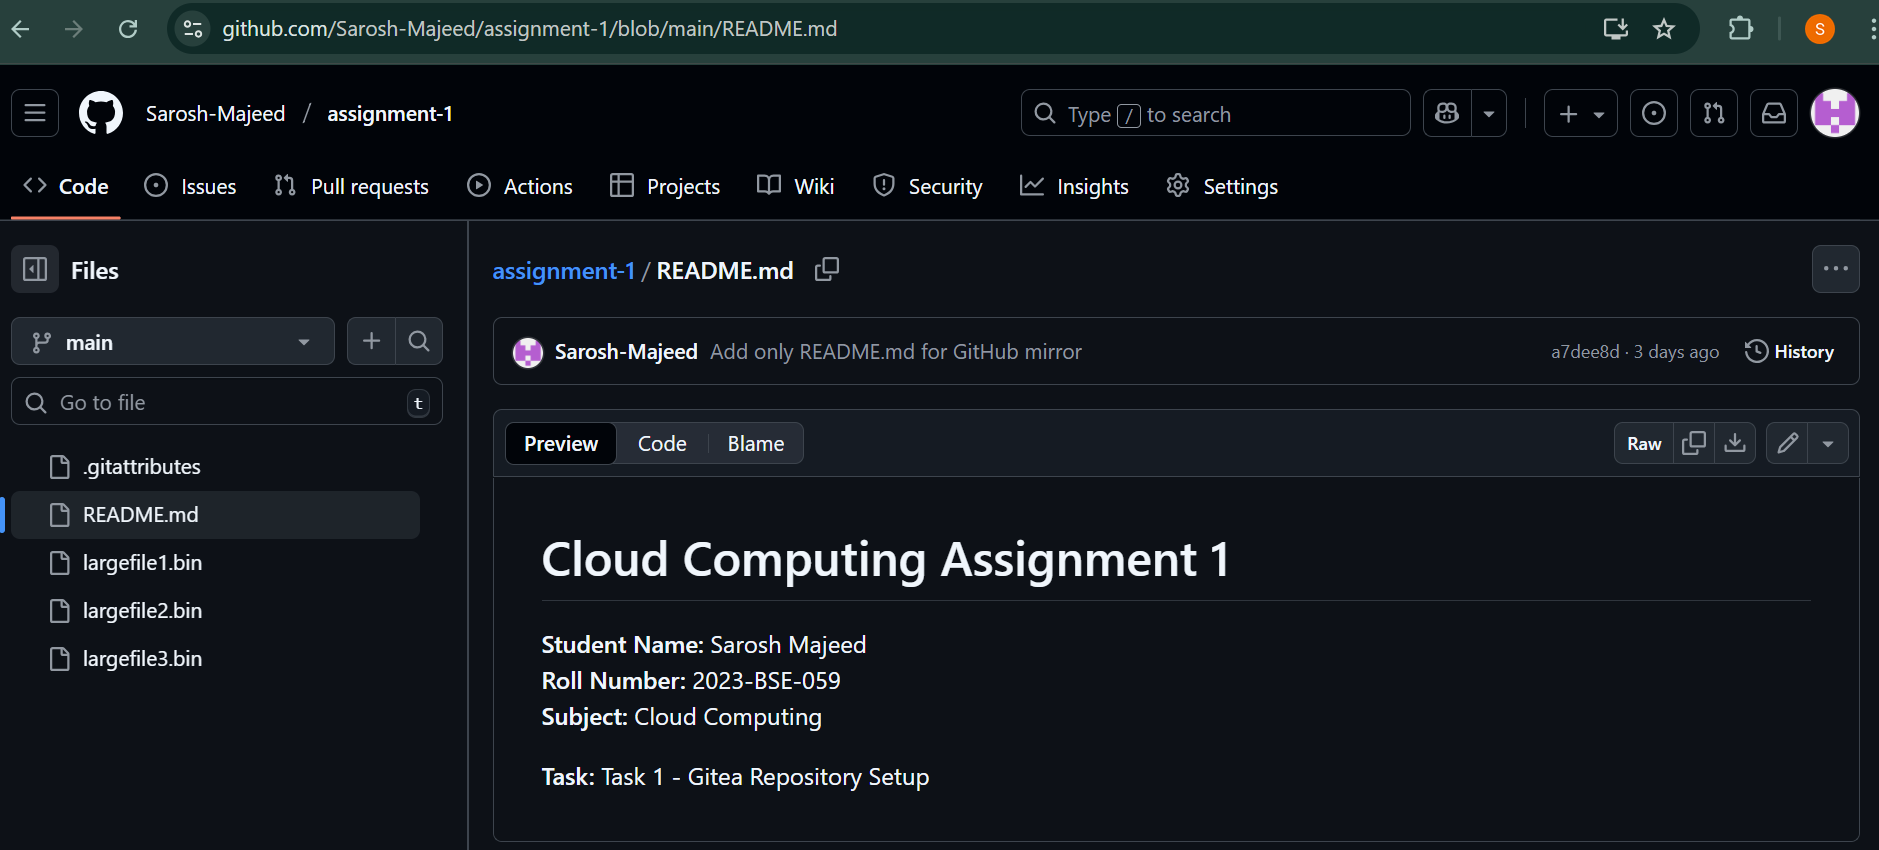 github.com/Sarosh-Majeed/assignment-1/blob/main/README.md
S
Sarosh-Majeed / assignment-1
Type / to search
Code
Issues
Pull requests
Actions
Projects
Wiki
Security
Insights
Settings
Files
main
Go to file
t
.gitattributes
README.md
largefile1.bin
largefile2.bin
largefile3.bin
assignment-1 / README.md
Sarosh-Majeed Add only README.md for GitHub mirror
a7dee8d · 3 days ago
History
Preview
Code
Blame
Raw
Cloud Computing Assignment 1
Student Name: Sarosh Majeed
Roll Number: 2023-BSE-059
Subject: Cloud Computing
Task: Task 1 - Gitea Repository Setup